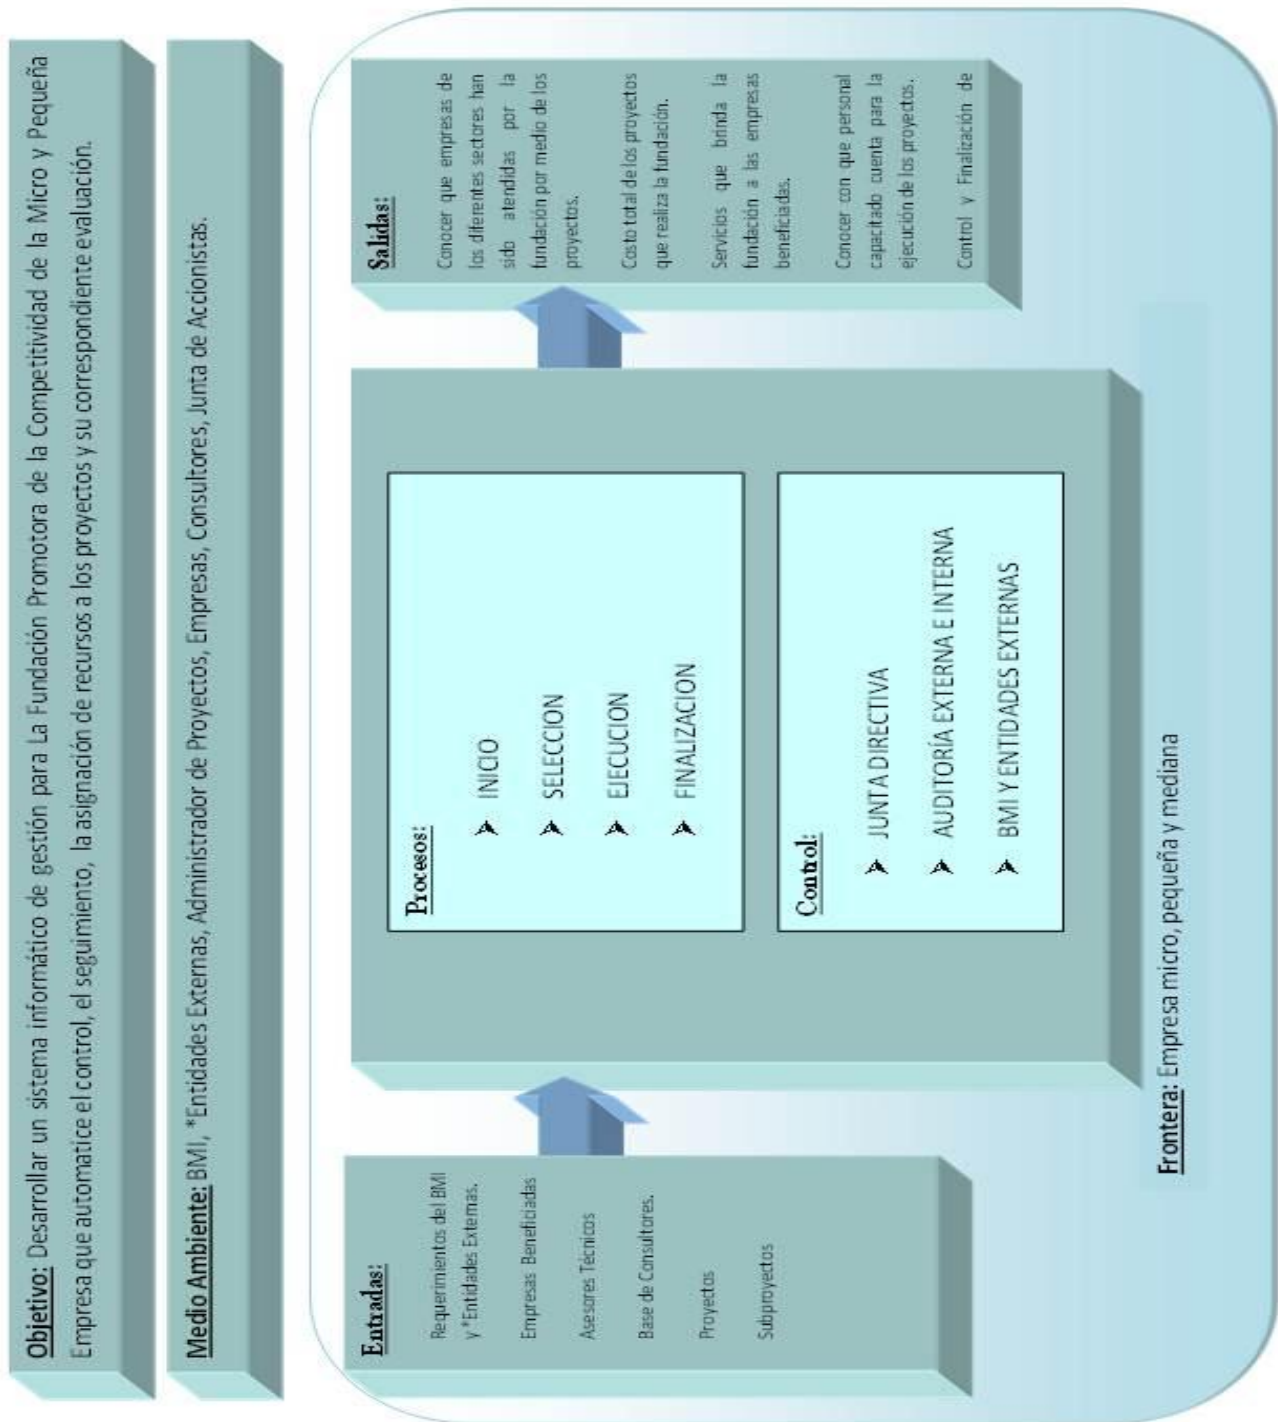 Objetivo: Desarrollar un sistema informático de gestión para La Fundación Promotora de la Competitividad de la Micro y Pequeña
Empresa que automatice el control, el seguimiento, la asignación de recursos a los proyectos y su correspondiente evaluación.
Medio Ambiente: BMI, *Entidades Externas, Administrador de Proyectos, Empresas, Consultores, Junta de Accionistas.
Entradas:
Requerimientos del BMI
y *Entidades Externas.
Empresas Beneficiadas
Asesores Técnicos
Base de Consultores.
Proyectos
Subproyectos
Procesos:
➤ INICIO
➤ SELECCION
➤ EJECUCION
➤ FINALIZACION
Control:
➤ JUNTA DIRECTIVA
➤ AUDITORÍA EXTERNA E INTERNA
➤ BMI Y ENTIDADES EXTERNAS
Salidas:
Conocer que empresas de
los diferentes sectores han
sido atendidas por la
fundación por medio de los
proyectos.
Costo total de los proyectos
que realiza la fundación.
Servicios que brinda la
fundación a las empresas
beneficiadas.
Conocer con que personal
capacitado cuenta para la
ejecución de los proyectos.
Control y Finalización de
Frontera: Empresa micro, pequeña y mediana